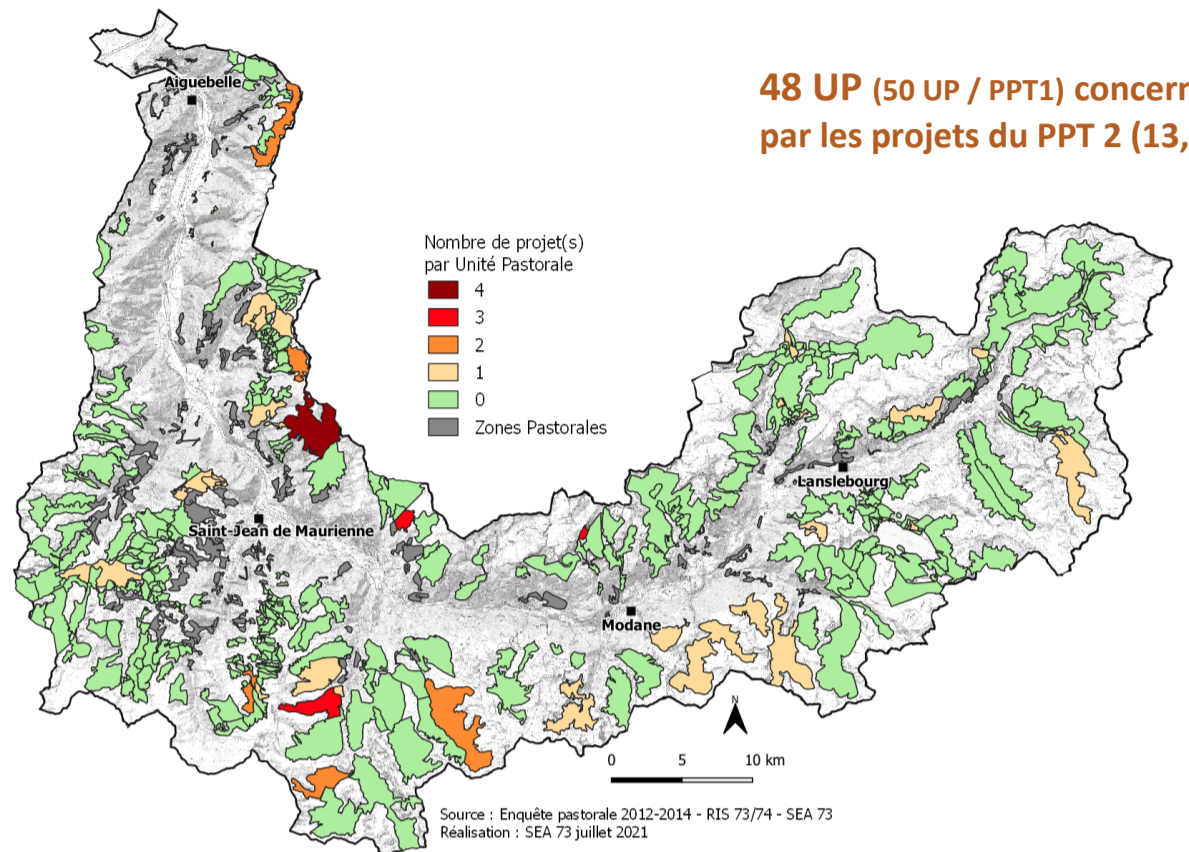 48 UP (50 UP / PPT1) concern
par les projets du PPT 2 (13,
Aiguebelle
Nombre de projet(s)
par Unité Pastorale
4
3
2
1
0
Zones Pastorales
Lanslebourg
Saint-Jean de Maurienne
Modane
N
0 5 10 km
Source : Enquête pastorale 2012-2014 - RIS 73/74 - SEA 73
Réalisation : SEA 73 juillet 2021